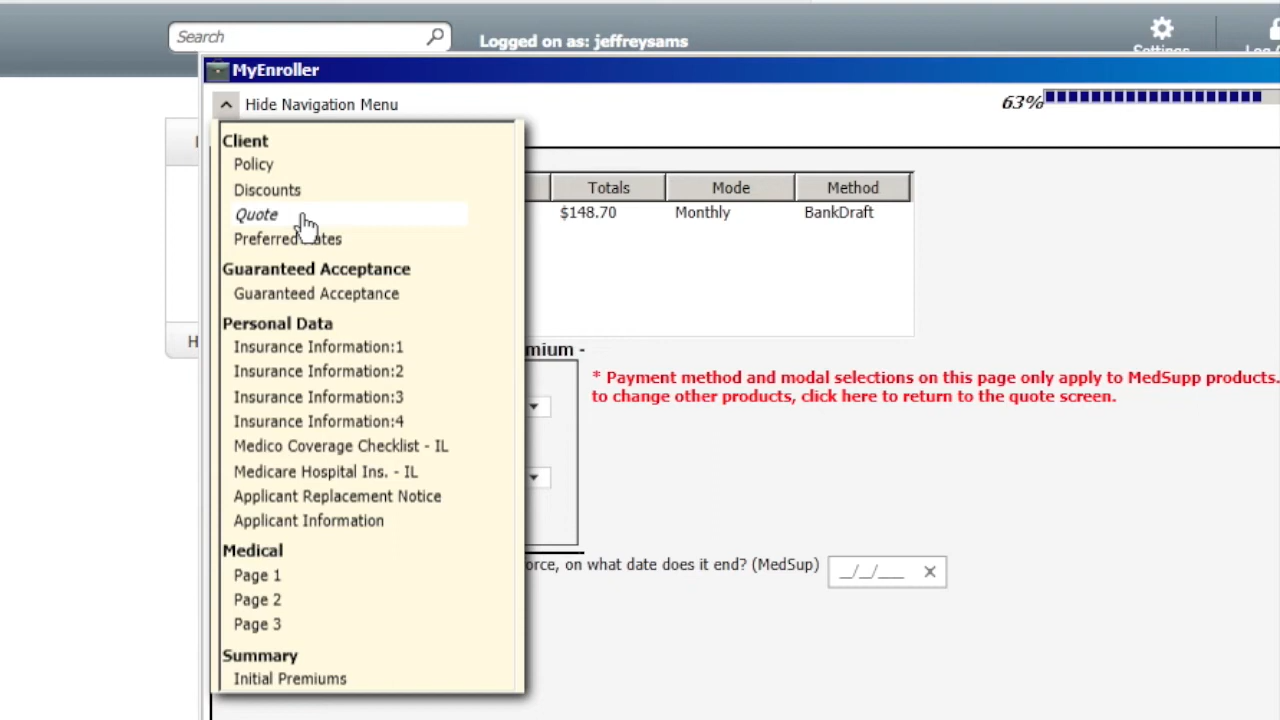 Search
Logged on as: jeffreysams
Settings
MyEnroller
Hide Navigation Menu
63%
Client
Policy
Discounts
Quote
Preferred
Guaranteed Acceptance
Guaranteed Acceptance
Personal Data
Insurance Information:1
Insurance Information:2
Insurance Information:3
Insurance Information:4
Medico Coverage Checklist - IL
Medicare Hospital Ins. - IL
Applicant Replacement Notice
Applicant Information
Medical
Page 1
Page 2
Page 3
Summary
Initial Premiums
Totals Mode Method
$148.70 Monthly BankDraft
mium -
* Payment method and modal selections on this page only apply to MedSupp products.
to change other products, click here to return to the quote screen.
orce, on what date does it end? (MedSup) _/_/__